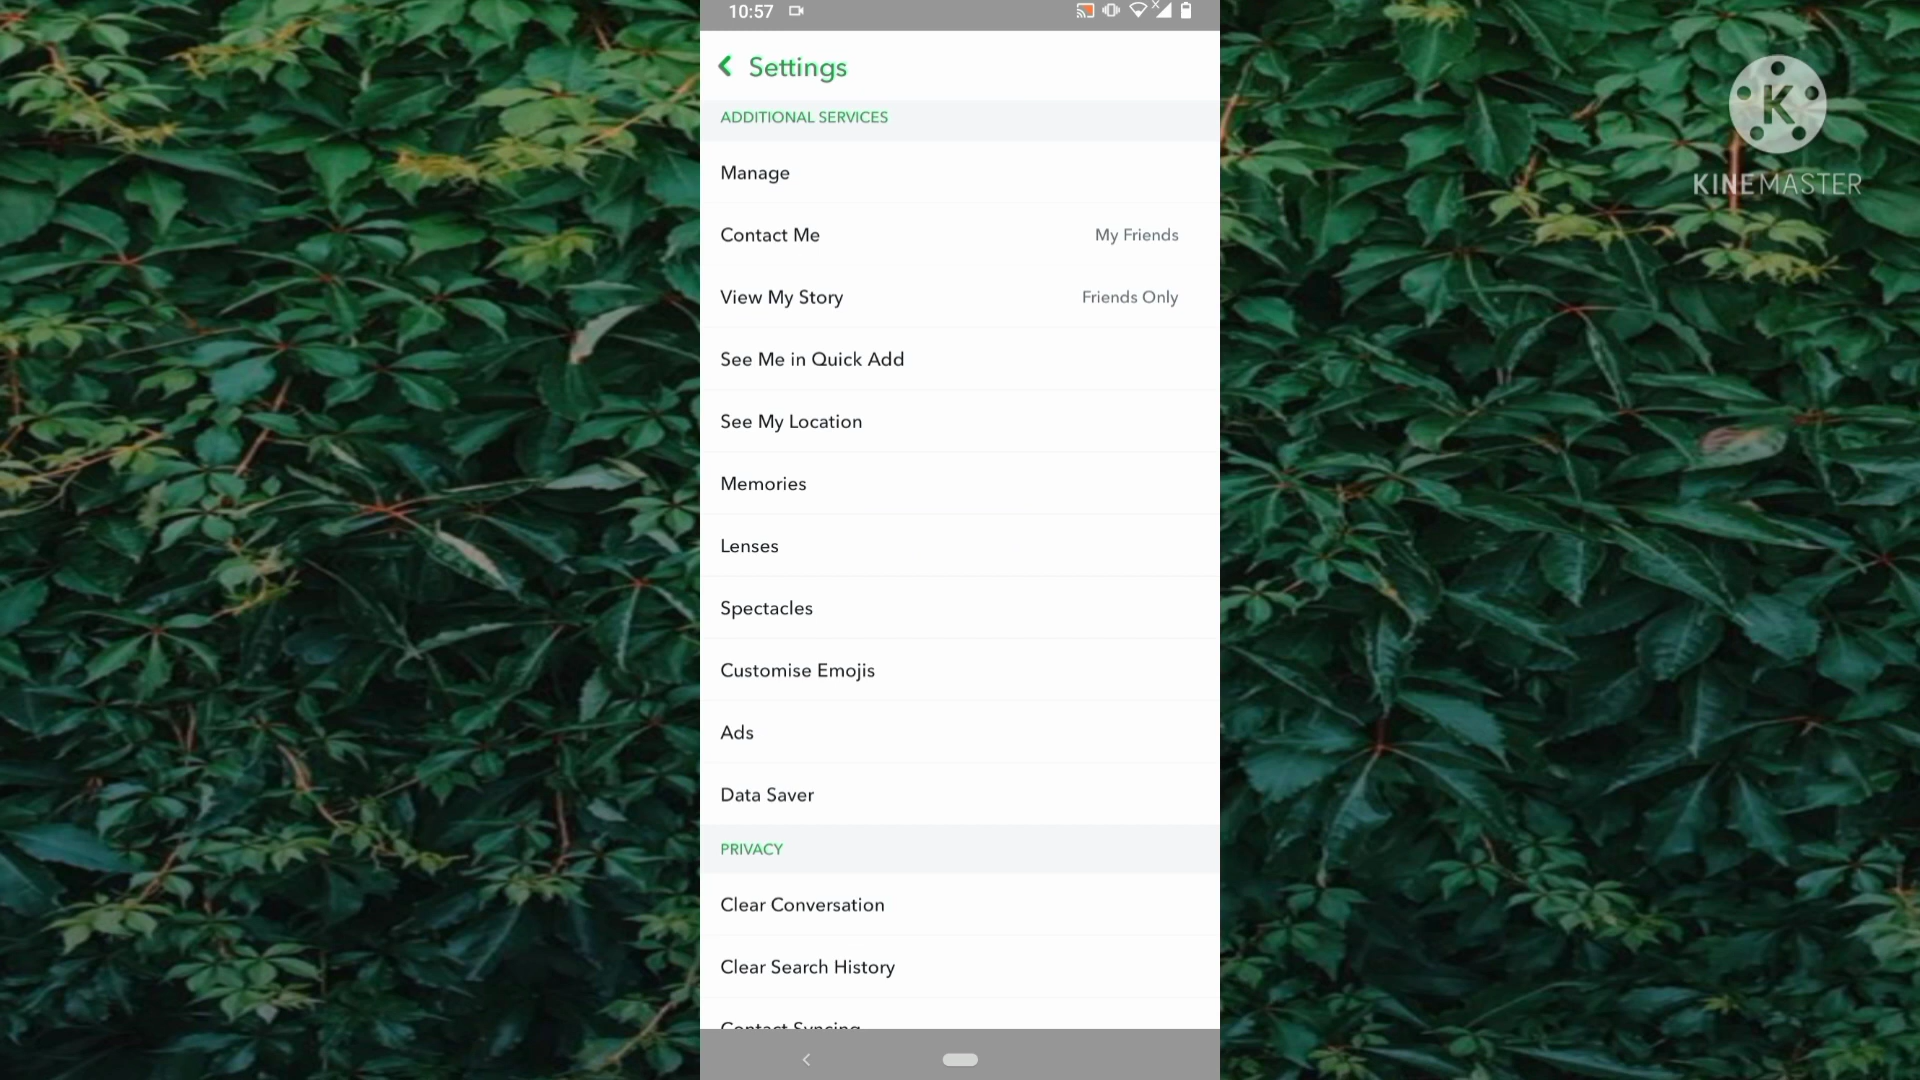 10:57
Settings
ADDITIONAL SERVICES
Manage
Contact Me My Friends
View My Story Friends Only
See Me in Quick Add
See My Location
Memories
Lenses
Spectacles
Customise Emojis
Ads
Data Saver
PRIVACY
Clear Conversation
Clear Search History
Contact Syncing
K
KINEMASTER